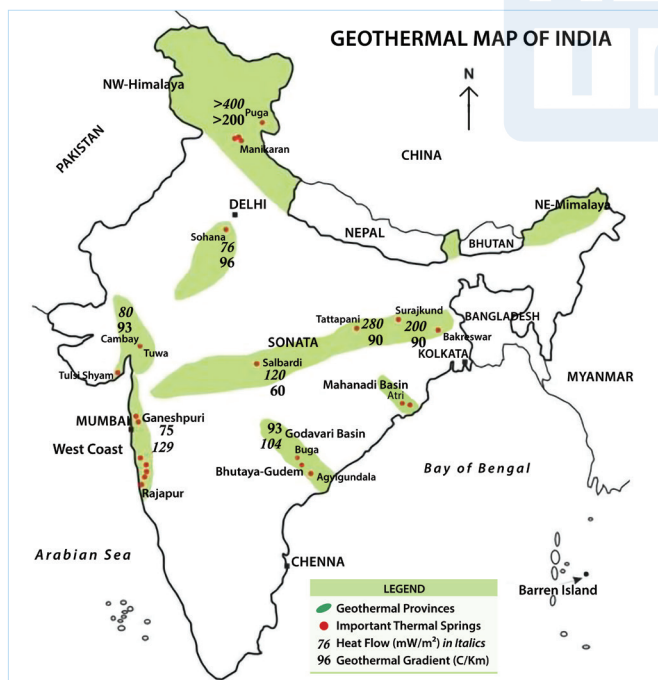 GEOTHERMAL MAP OF INDIA
N
NW-Himalaya
>400
>200
Puga
Manikaran
PAKISTAN
CHINA
DELHI
NE-Mimalaya
NEPAL
BHUTAN
Sohana
76
96
80
93
Cambay
Tuwa
Tulsi Shyam
SONATA
Tattapani
280
90
Surajkund
200
90
Bakreswar
BANGLADESH
KOLKATA
Salbardi
120
60
MYANMAR
Mahanadi Basin
Atri
MUMBAI
Ganeshpuri
75
129
West Coast
Rajapur
93
104
Godavari Basin
Buga
Bhutaya-Gudem
Agyigundala
Bay of Bengal
Arabian Sea
CHENNA
Barren Island
LEGEND
Geothermal Provinces
Important Thermal Springs
76 Heat Flow (mW/m²) in Italics
96 Geothermal Gradient (C/Km)